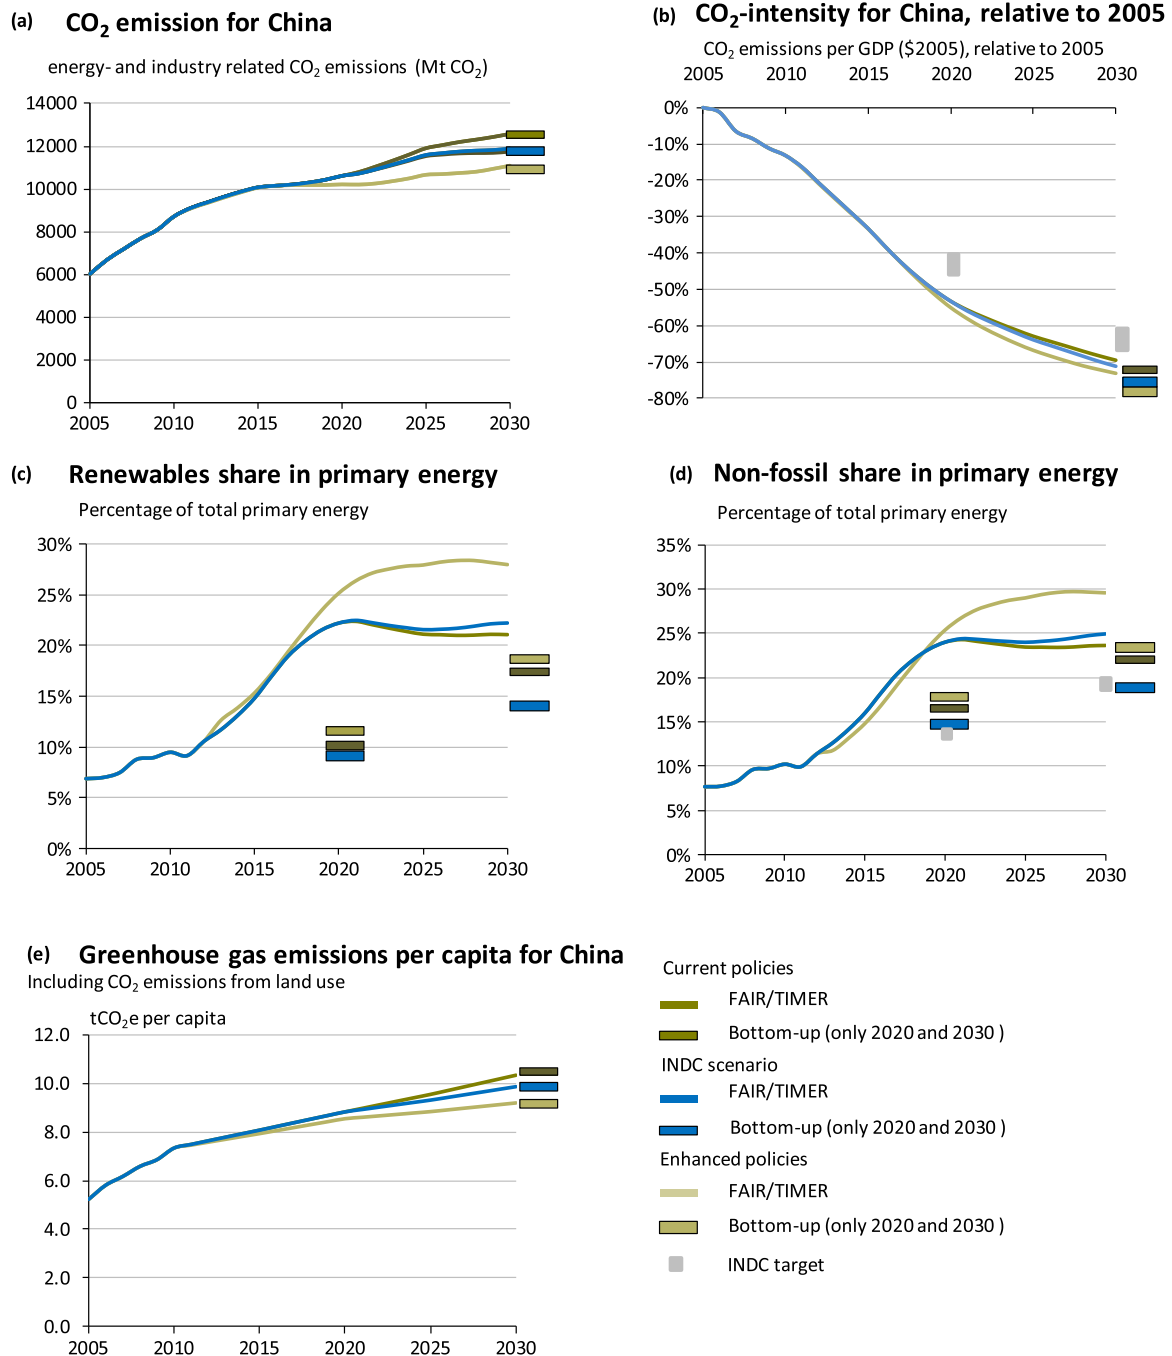 (a) CO₂ emission for China
energy- and industry related CO₂ emissions (Mt CO₂)
14000
12000
10000
8000
6000
4000
2000
0
2005 2010 2015 2020 2025 2030
(b) CO₂-intensity for China, relative to 2005
CO₂ emissions per GDP ($2005), relative to 2005
2005 2010 2015 2020 2025 2030
0%
-10%
-20%
-30%
-40%
-50%
-60%
-70%
-80%
(c) Renewables share in primary energy
Percentage of total primary energy
30%
25%
20%
15%
10%
5%
0%
2005 2010 2015 2020 2025 2030
(d) Non-fossil share in primary energy
Percentage of total primary energy
35%
30%
25%
20%
15%
10%
5%
0%
2005 2010 2015 2020 2025 2030
(e) Greenhouse gas emissions per capita for China
Including CO₂ emissions from land use
tCO₂e per capita
12.0
10.0
8.0
6.0
4.0
2.0
0.0
2005 2010 2015 2020 2025 2030
Current policies
FAIR/TIMER
Bottom-up (only 2020 and 2030 )
INDC scenario
FAIR/TIMER
Bottom-up (only 2020 and 2030 )
Enhanced policies
FAIR/TIMER
Bottom-up (only 2020 and 2030 )
INDC target